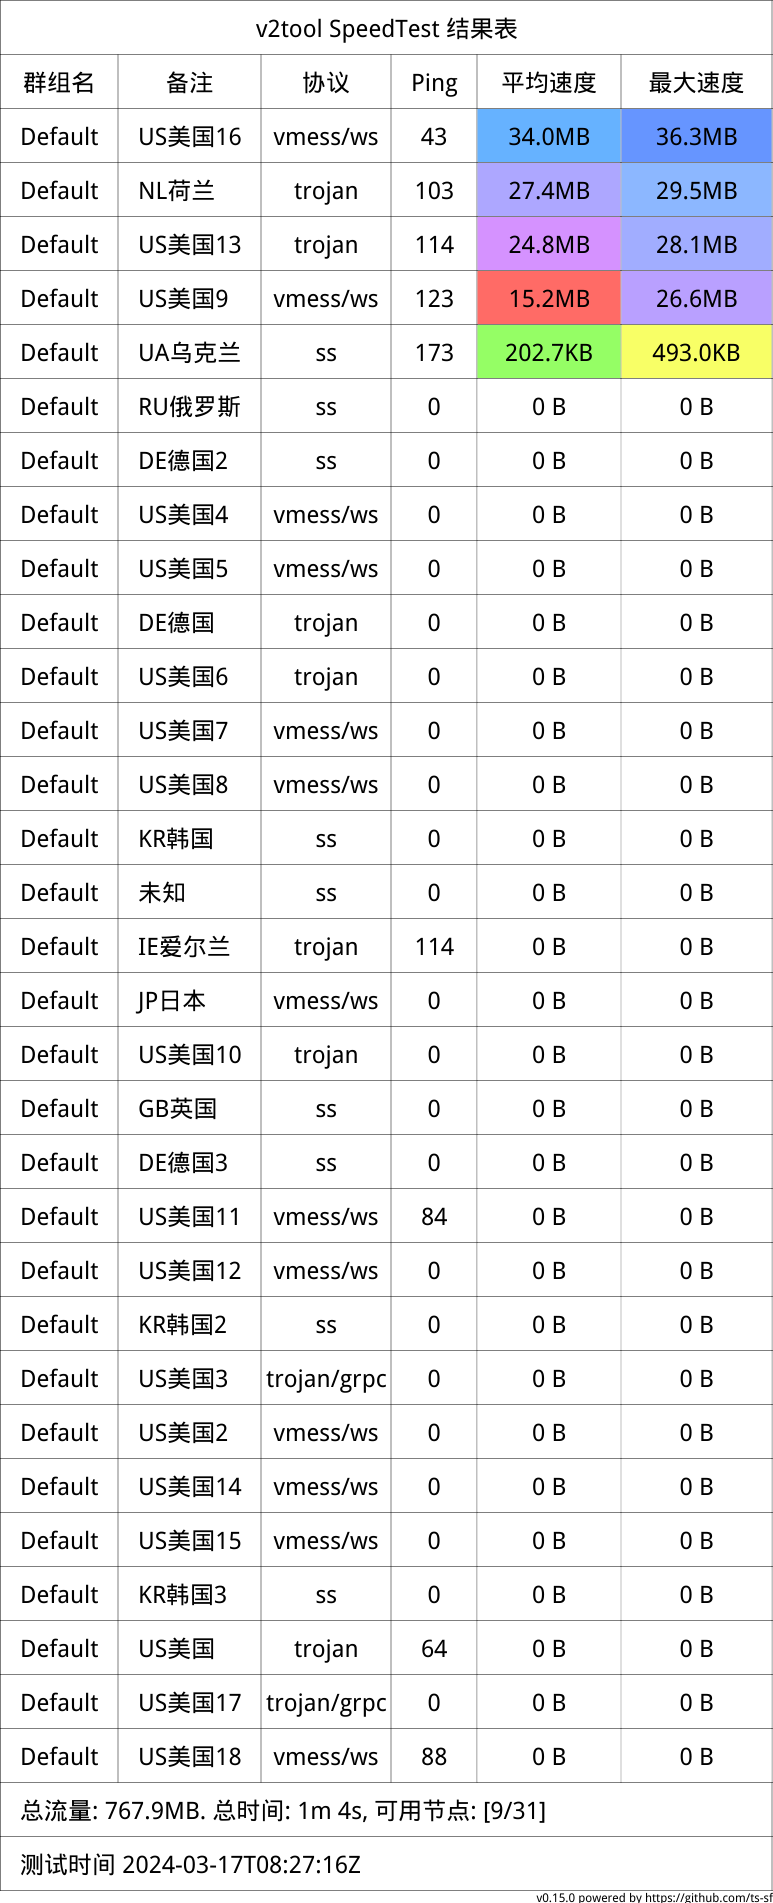 v2tool SpeedTest 结果表
群组名 备注 协议 Ping 平均速度 最大速度
Default US美国16 vmess/ws 43 34.0MB 36.3MB
Default NL荷兰 trojan 103 27.4MB 29.5MB
Default US美国13 trojan 114 24.8MB 28.1MB
Default US美国9 vmess/ws 123 15.2MB 26.6MB
Default UA乌克兰 ss 173 202.7KB 493.0KB
Default RU俄罗斯 ss 0 0 B 0 B
Default DE德国2 ss 0 0 B 0 B
Default US美国4 vmess/ws 0 0 B 0 B
Default US美国5 vmess/ws 0 0 B 0 B
Default DE德国 trojan 0 0 B 0 B
Default US美国6 trojan 0 0 B 0 B
Default US美国7 vmess/ws 0 0 B 0 B
Default US美国8 vmess/ws 0 0 B 0 B
Default KR韩国 ss 0 0 B 0 B
Default 未知 ss 0 0 B 0 B
Default IE爱尔兰 trojan 114 0 B 0 B
Default JP日本 vmess/ws 0 0 B 0 B
Default US美国10 trojan 0 0 B 0 B
Default GB英国 ss 0 0 B 0 B
Default DE德国3 ss 0 0 B 0 B
Default US美国11 vmess/ws 84 0 B 0 B
Default US美国12 vmess/ws 0 0 B 0 B
Default KR韩国2 ss 0 0 B 0 B
Default US美国3 trojan/grpc 0 0 B 0 B
Default US美国2 vmess/ws 0 0 B 0 B
Default US美国14 vmess/ws 0 0 B 0 B
Default US美国15 vmess/ws 0 0 B 0 B
Default KR韩国3 ss 0 0 B 0 B
Default US美国 trojan 64 0 B 0 B
Default US美国17 trojan/grpc 0 0 B 0 B
Default US美国18 vmess/ws 88 0 B 0 B
总流量: 767.9MB. 总时间: 1m 4s, 可用节点: [9/31]
测试时间 2024-03-17T08:27:16Z
v0.15.0 powered by https://github.com/ts-sf